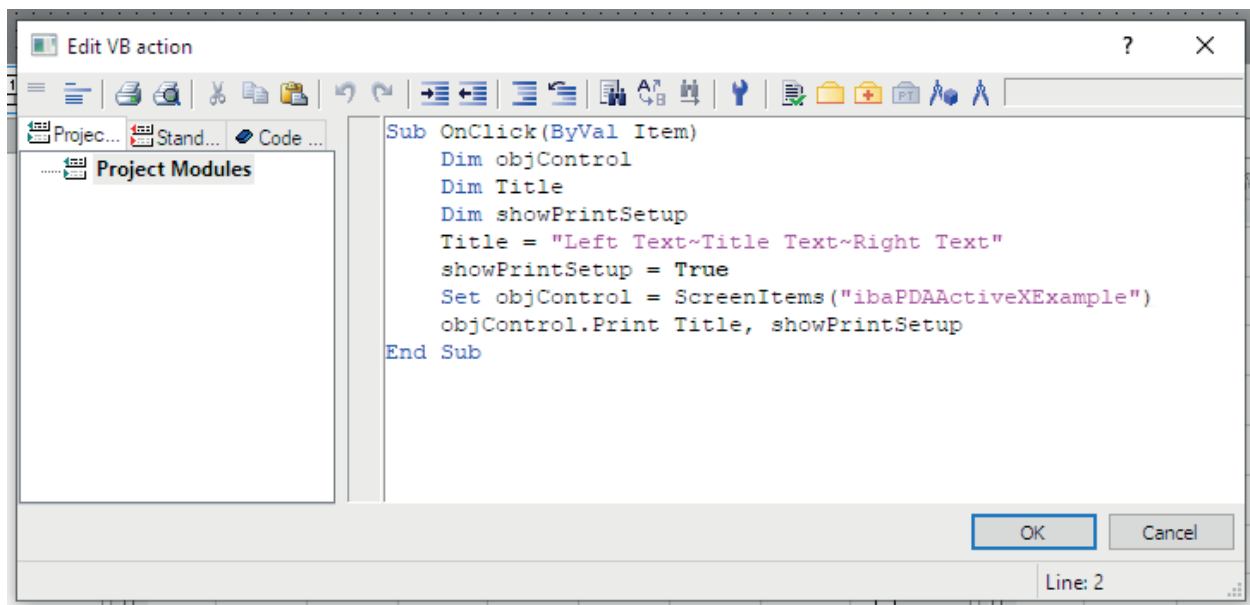 Edit VB action
?
Projec... Stand... Code ...
Project Modules
Sub OnClick(ByVal Item)
    Dim objControl
    Dim Title
    Dim showPrintSetup
    Title = "Left Text~Title Text~Right Text"
    showPrintSetup = True
    Set objControl = ScreenItems("ibaPDAActiveXExample")
    objControl.Print Title, showPrintSetup
End Sub
OK Cancel
Line: 2